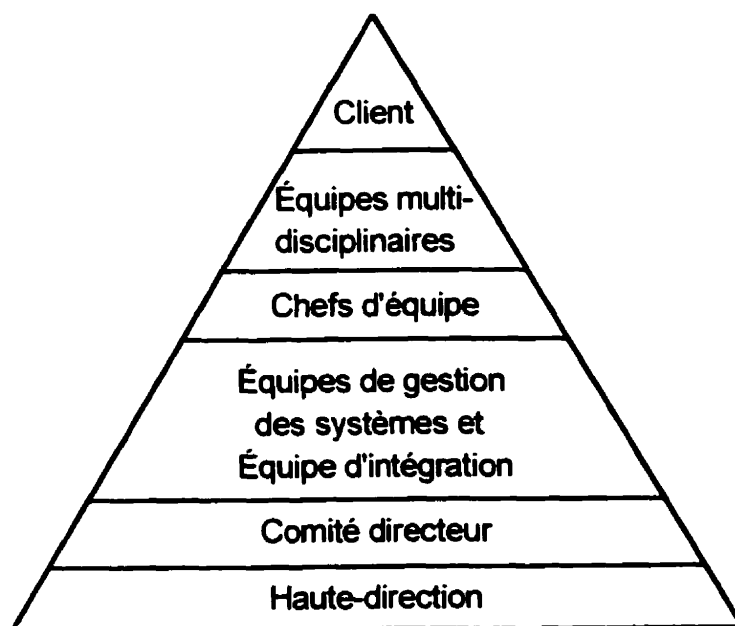 Client
Équipes multi-
disciplinaires
Chefs d'équipe
Équipes de gestion
des systèmes et
Équipe d'intégration
Comité directeur
Haute-direction